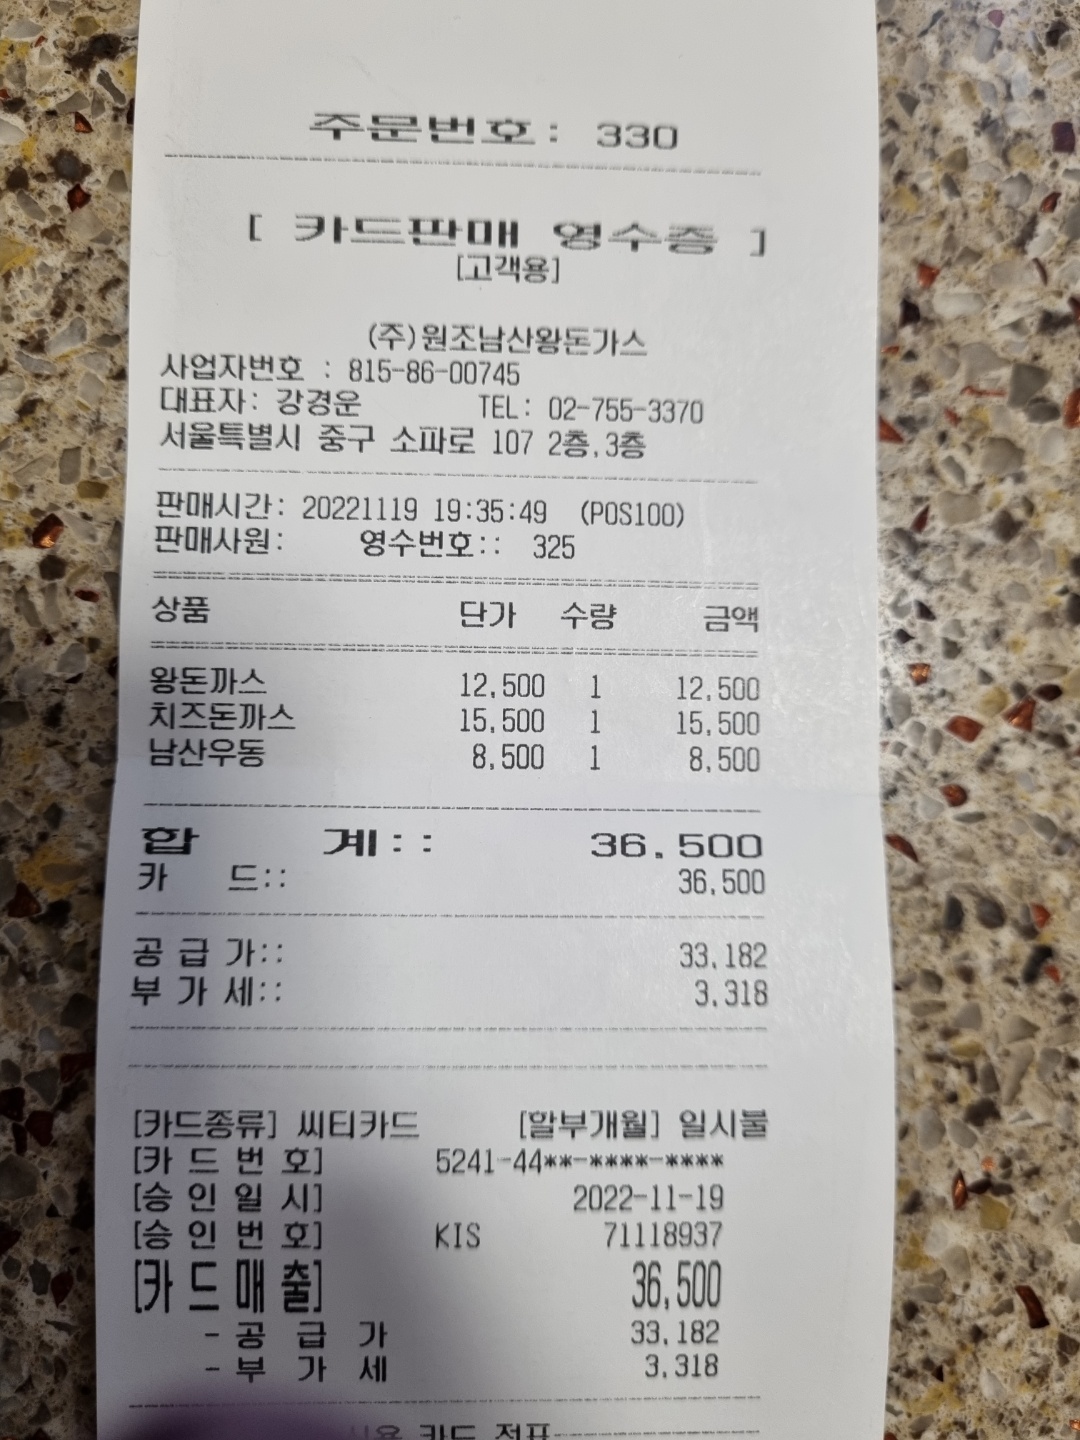 주문번호: 330
[ 카드판매 영수증 ]
[고객용]
(주)원조남산왕돈가스
사업자번호 : 815-86-00745
대표자: 강경운 TEL: 02-755-3370
서울특별시 중구 소파로 107 2층,3층
판매시간: 20221119 19:35:49 (POS100)
판매사원: 영수번호:: 325
상품 단가 수량 금액
왕돈까스 12,500 1 12,500
치즈돈까스 15,500 1 15,500
남산우동 8,500 1 8,500
합 계:: 36,500
카 드:: 36,500
공 급 가:: 33,182
부 가 세:: 3,318
[카드종류] 씨티카드 [할부개월] 일시불
[카 드 번 호] 5241-44**-****-****
[승 인 일 시] 2022-11-19
[승 인 번 호] KIS 71118937
[카 드 매 출] 36,500
- 공 급 가 33,182
- 부 가 세 3,318
카드 전표